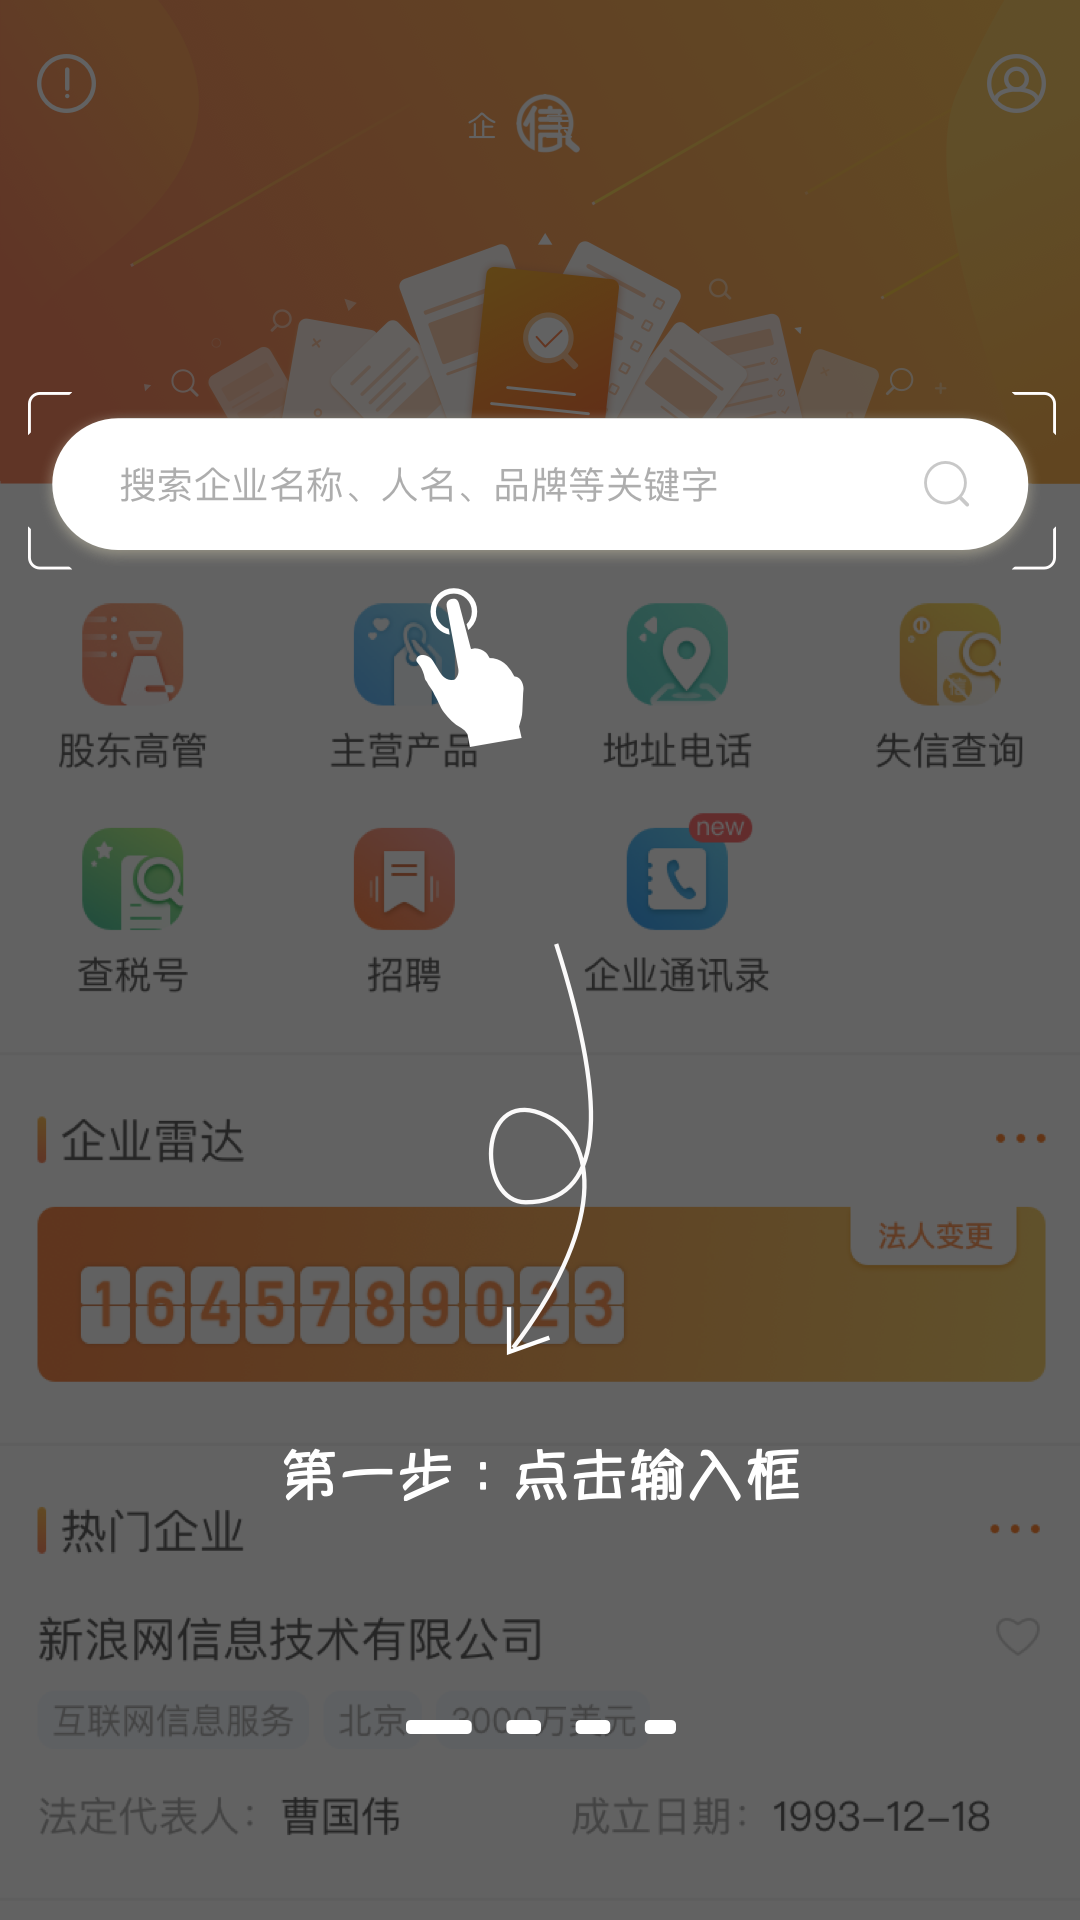 企 信
搜索企业名称、人名、品牌等关键字
股东高管 主营产品 地址电话 失信查询
new
查税号 招聘 企业通讯录
企业雷达
法人变更
1645789023
第一步：点击输入框
热门企业
新浪网信息技术有限公司
互联网信息服务 北京 3000万美元
法定代表人： 曹国伟 成立日期： 1993-12-18